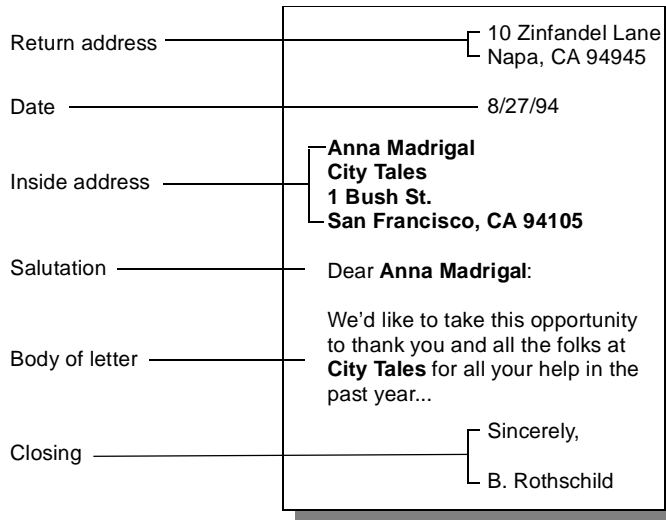 Return address
10 Zinfandel Lane
Napa, CA 94945
Date
8/27/94
Inside address
Anna Madrigal
City Tales
1 Bush St.
San Francisco, CA 94105
Salutation
Dear Anna Madrigal:
Body of letter
We'd like to take this opportunity
to thank you and all the folks at
City Tales for all your help in the
past year...
Closing
Sincerely,
B. Rothschild